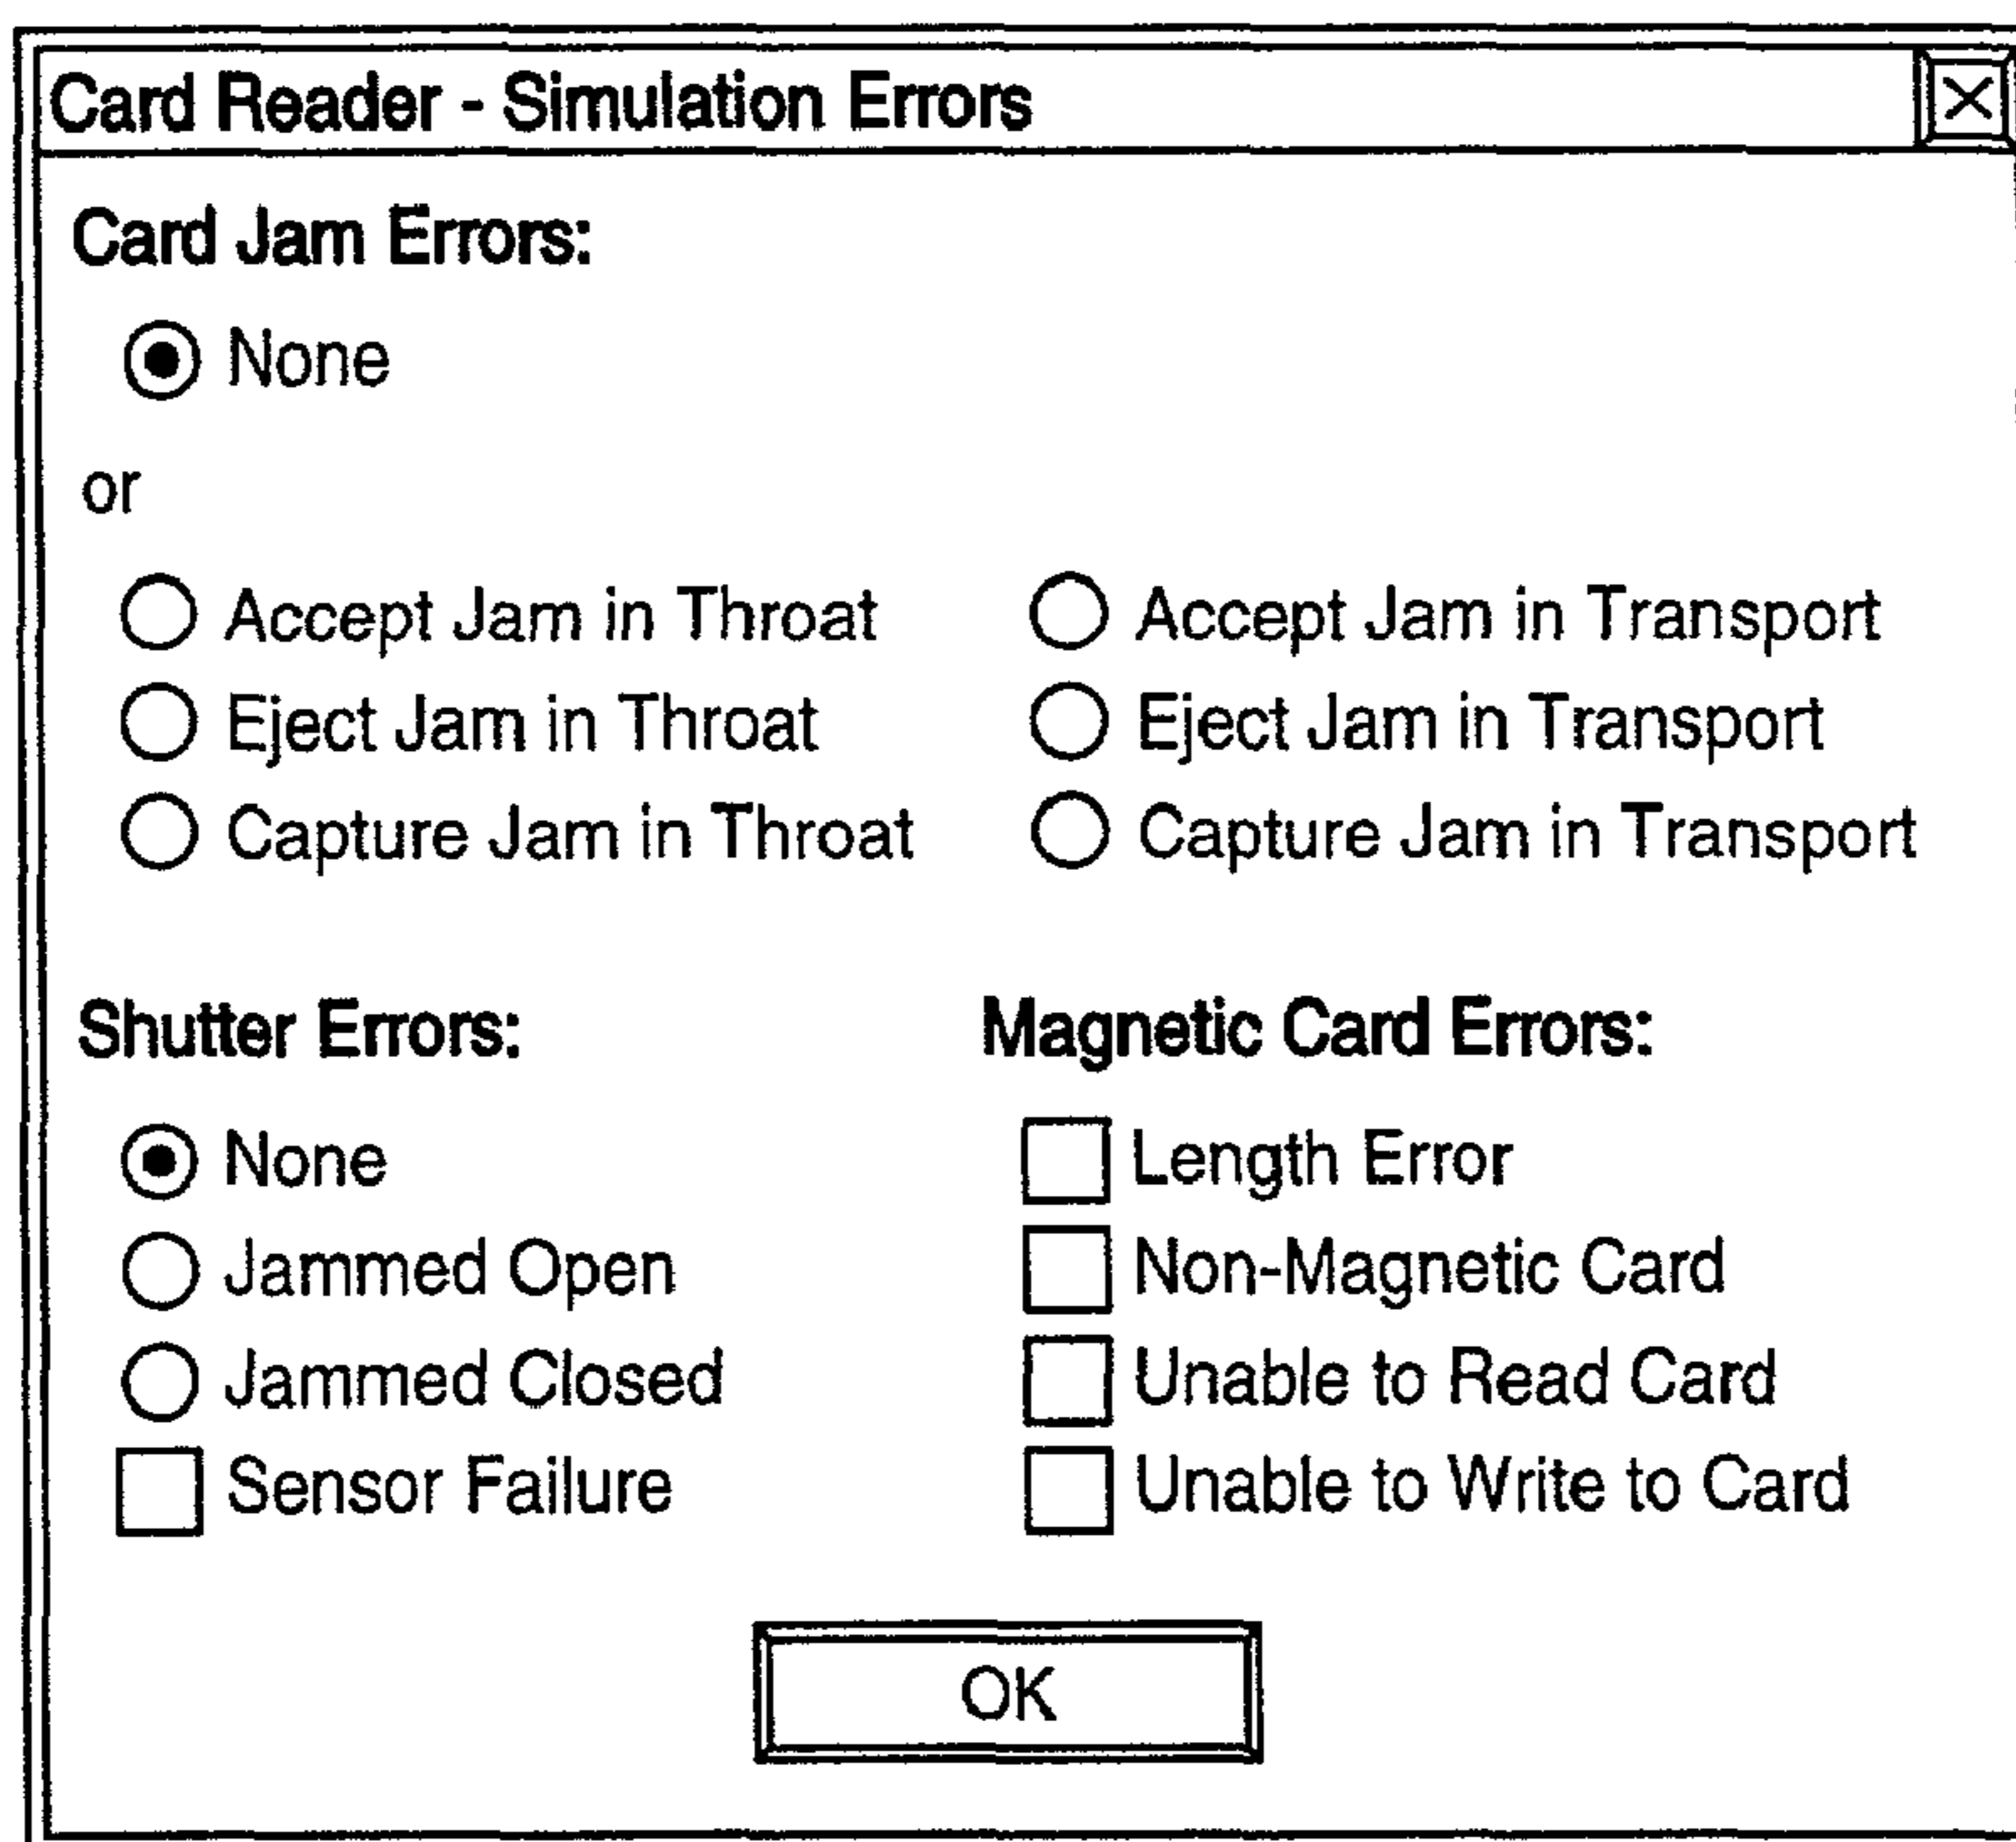 Card Reader - Simulation Errors
Card Jam Errors:
None
or
Accept Jam in Throat
Accept Jam in Transport
Eject Jam in Throat
Eject Jam in Transport
Capture Jam in Throat
Capture Jam in Transport
Shutter Errors:
None
Jammed Open
Jammed Closed
Sensor Failure
Magnetic Card Errors:
Length Error
Non-Magnetic Card
Unable to Read Card
Unable to Write to Card
OK